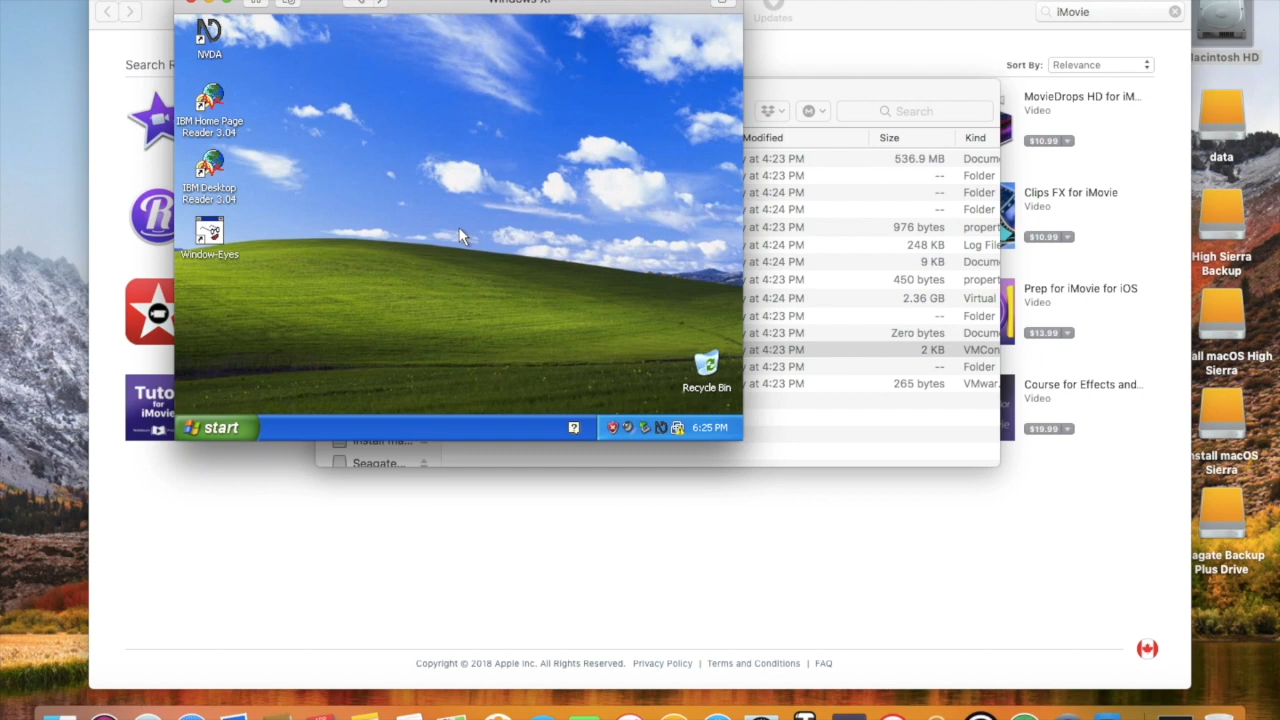 Updates
iMovie
Macintosh HD
Search R
Sort By: Relevance
NVDA
IBM Home Page
Reader 3.04
IBM Desktop
Reader 3.04
Window-Eyes
Recycle Bin
start
6:25 PM
Search
Modified Size Kind
y at 4:23 PM 536.9 MB Docum
y at 4:23 PM -- Folder
y at 4:24 PM -- Folder
y at 4:24 PM -- Folder
y at 4:23 PM 976 bytes propert
y at 4:24 PM 248 KB Log File
y at 4:23 PM 9 KB Docum
y at 4:23 PM 450 bytes propert
y at 4:24 PM 2.36 GB Virtual
y at 4:23 PM -- Folder
y at 4:23 PM Zero bytes Docum
y at 4:23 PM 2 KB VMCon
y at 4:23 PM -- Folder
y at 4:23 PM 265 bytes VMwar
Seagate...
Tuto
for
iMovie
MovieDrops HD for iM...
Video
$10.99
Clips FX for iMovie
Video
$10.99
Prep for iMovie for iOS
Video
$13.99
Course for Effects and...
Video
$19.99
data
High Sierra
Backup
all macOS High
Sierra
nstall macOS
Sierra
eagate Backup
Plus Drive
Copyright © 2018 Apple Inc. All Rights Reserved. Privacy Policy | Terms and Conditions | FAQ